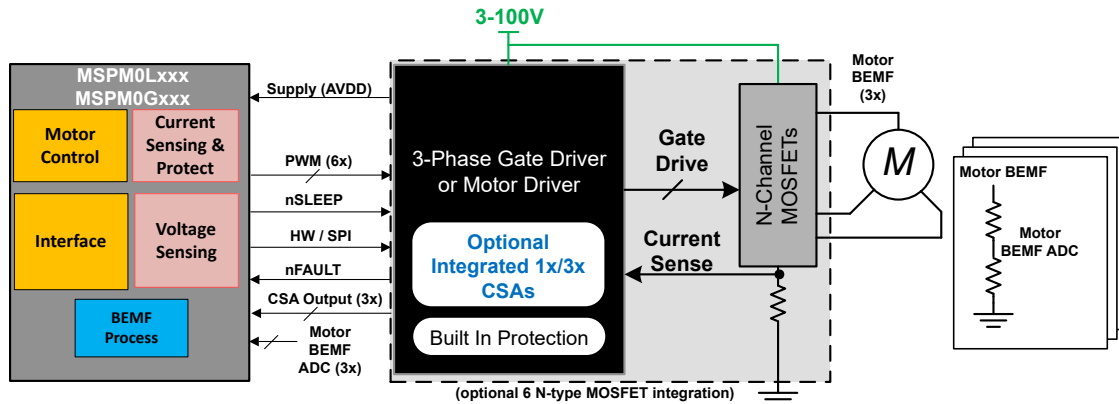 3-100V
MSPM0Lxxx
MSPM0Gxxx
Motor
Control
Current
Sensing &
Protect
Interface
Voltage
Sensing
BEMF
Process
Supply (AVDD)
PWM (6x)
nSLEEP
HW / SPI
nFAULT
CSA Output (3x)
Motor
BEMF
ADC (3x)
3-Phase Gate Driver
or Motor Driver
Optional
Integrated 1x/3x
CSAs
Built In Protection
Gate
Drive
Current
Sense
N-Channel
MOSFETs
(optional 6 N-type MOSFET integration)
Motor
BEMF
(3x)
M
Motor BEMF
Motor
BEMF ADC